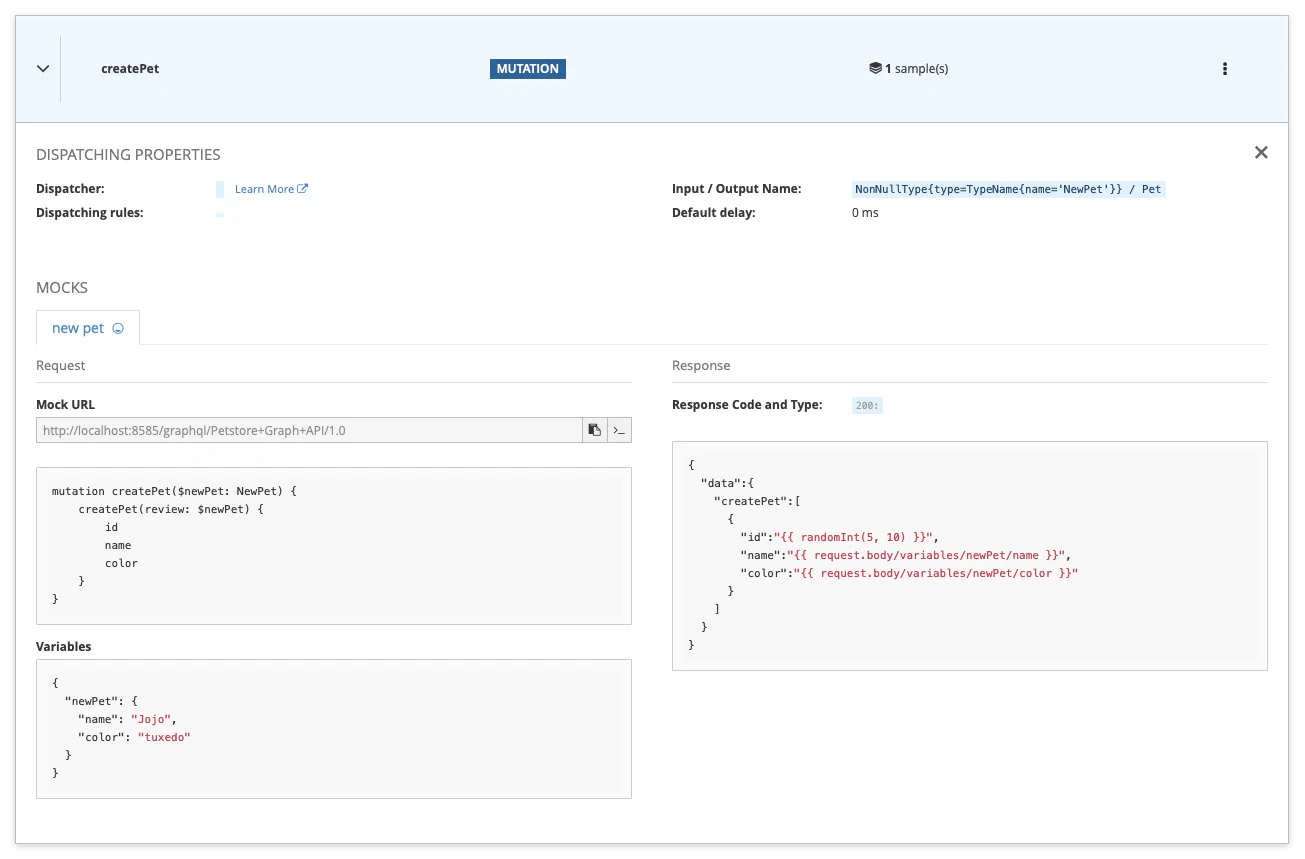 createPet
MUTATION
1 sample(s)
DISPATCHING PROPERTIES
Dispatcher:
Learn More
Input / Output Name:
NonNullType{type=TypeName{name='NewPet'}} / Pet
Dispatching rules:
Default delay:
0 ms
MOCKS
new pet
Request
Mock URL
http://localhost:8585/graphql/Petstore+Graph+API/1.0
mutation createPet($newPet: NewPet) {
    createPet(review: $newPet) {
        id
        name
        color
    }
}
Variables
{
  "newPet": {
    "name": "Jojo",
    "color": "tuxedo"
  }
}
Response
Response Code and Type:
200:
{
  "data":{
    "createPet":[
      {
        "id":"{{ randomInt(5, 10) }}",
        "name":"{{ request.body/variables/newPet/name }}",
        "color":"{{ request.body/variables/newPet/color }}"
      }
    ]
  }
}